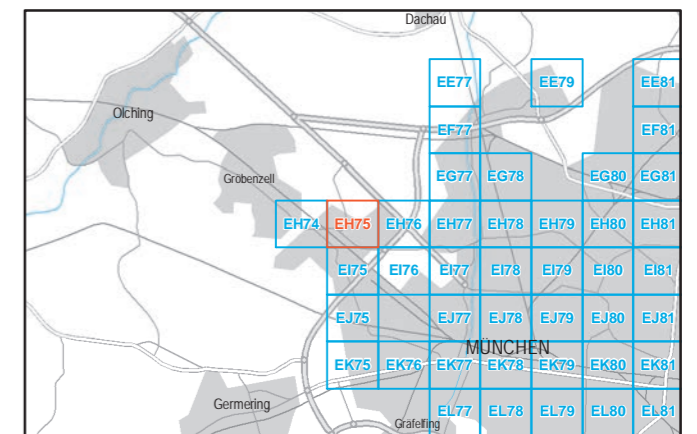 Dachau
EE77 EE79 EE81
Olching
EF77 EF81
Gröbenzell
EG77 EG78 EG80 EG81
EH74 EH75 EH76 EH77 EH78 EH79 EH80 EH81
EI75 EI76 EI77 EI78 EI79 EI80 EI81
EJ75 EJ77 EJ78 EJ79 EJ80 EJ81
MÜNCHEN
EK75 EK76 EK77 EK78 EK79 EK80 EK81
Germering
EL77 EL78 EL79 EL80 EL81
Gräfelfing